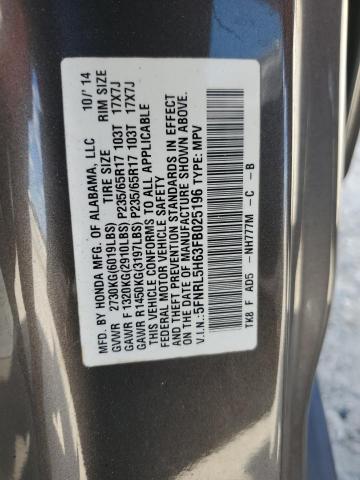 MFD. BY HONDA MFG. OF ALABAMA, LLC 10/'14
GVWR 2730KG(6019LBS) TIRE SIZE RIM SIZE
GAWR F 1320KG(2910LBS) P235/65R17 103T 17X7J
GAWR R1450KG(3197LBS) P235/65R17 103T 17X7J
THIS VEHICLE CONFORMS TO ALL APPLICABLE
FEDERAL MOTOR VEHICLE SAFETY, BUMPER,
AND THEFT PREVENTION STANDARDS IN EFFECT
ON THE DATE OF MANUFACTURE SHOWN ABOVE.
V.I.N.:5FNRL5H63FB025196 TYPE: MPV
TK8 F AD5 -NH777M -C -B